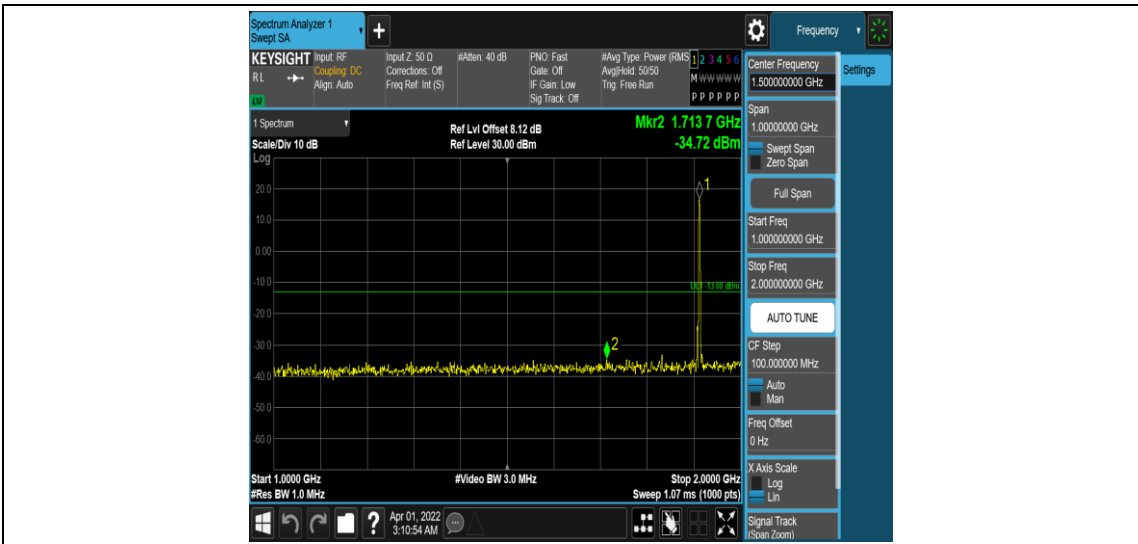 Spectrum Analyzer 1
Swept SA
+
Frequency
KEYSIGHT
RL
LXI
Input: RF
Coupling: DC
Align: Auto
Input Z: 50 Ω
Corrections: Off
Freq Ref: Int (S)
#Atten: 40 dB
PNO: Fast
Gate: Off
IF Gain: Low
Sig Track: Off
#Avg Type: Power (RMS
Avg|Hold: 50/50
Trig: Free Run
1 2 3 4 5 6
M W W W W W
P P P P P P
1 Spectrum
Scale/Div 10 dB
Log
Ref Lvl Offset 8.12 dB
Ref Level 30.00 dBm
Mkr2 1.713 7 GHz
-34.72 dBm
20.0
10.0
0.00
-10.0
-20.0
-30.0
-40.0
-50.0
-60.0
1
DL1 -13.00 dBm
2
Start 1.0000 GHz
#Res BW 1.0 MHz
#Video BW 3.0 MHz
Stop 2.0000 GHz
Sweep 1.07 ms (1000 pts)
?
Apr 01, 2022
3:10:54 AM
Center Frequency
1.500000000 GHz
Settings
Span
1.00000000 GHz
Swept Span
Zero Span
Full Span
Start Freq
1.000000000 GHz
Stop Freq
2.000000000 GHz
AUTO TUNE
CF Step
100.000000 MHz
Auto
Man
Freq Offset
0 Hz
X Axis Scale
Log
Lin
Signal Track
(Span Zoom)